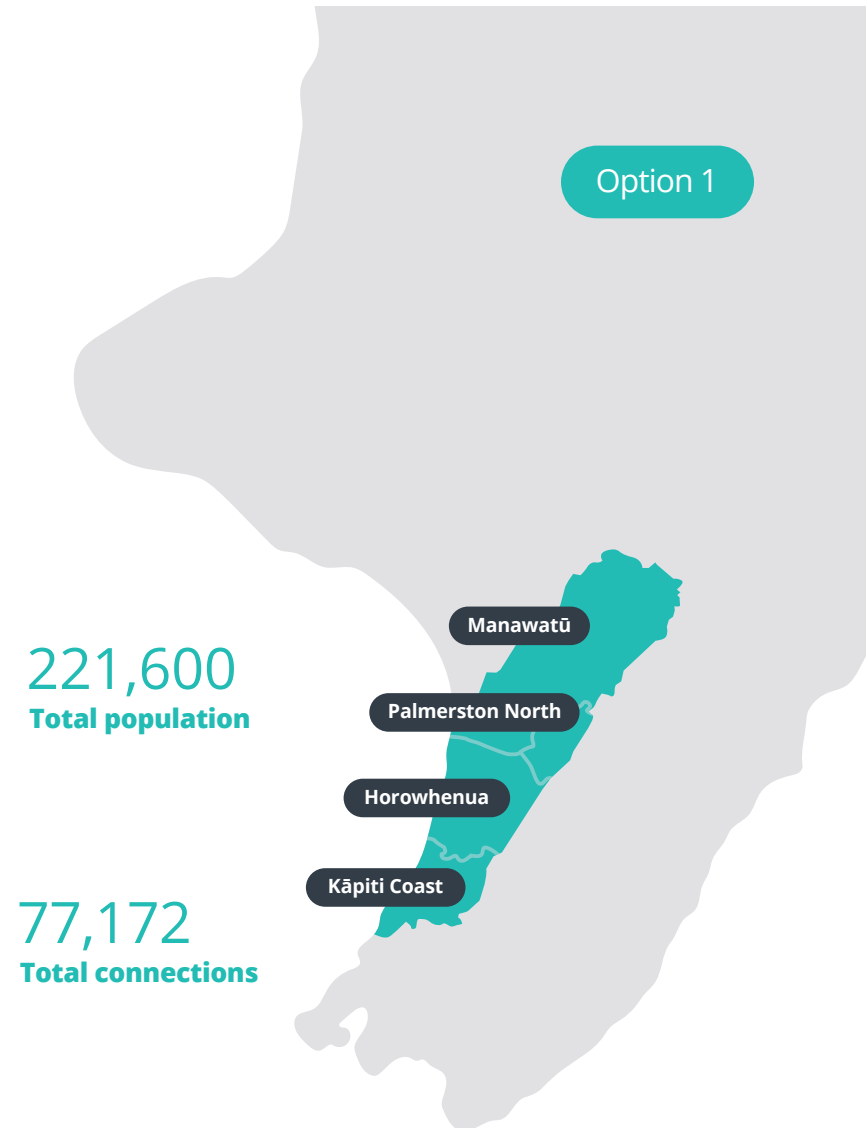 Option 1
Manawatū
Palmerston North
Horowhenua
Kāpiti Coast
221,600
Total population
77,172
Total connections